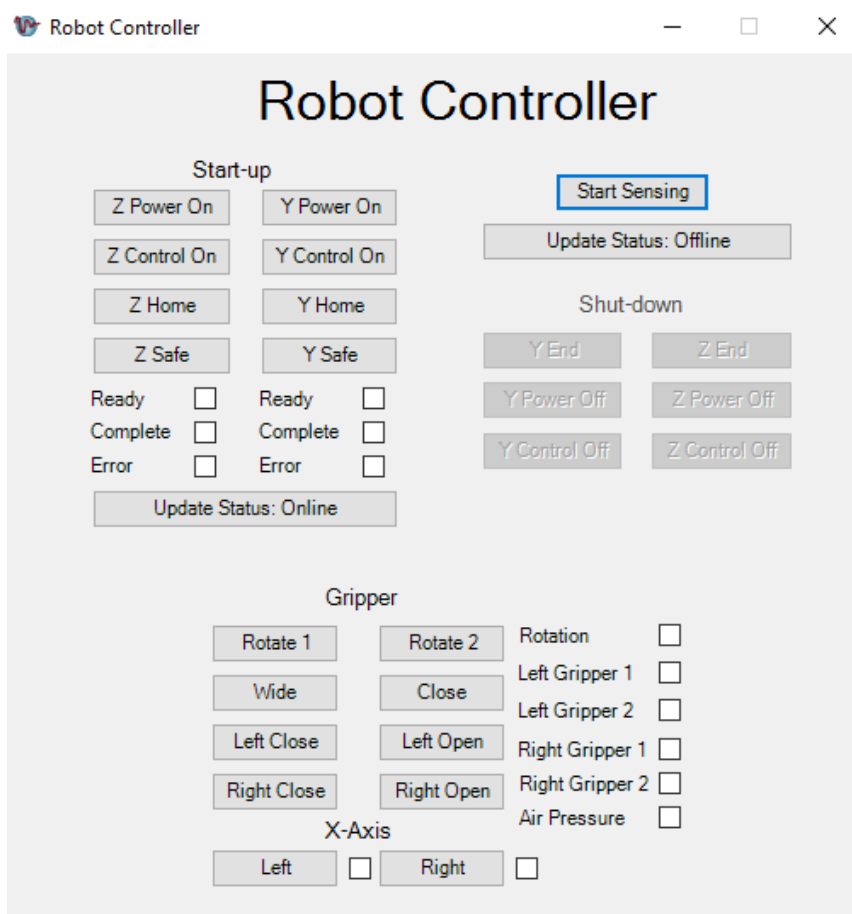 Robot Controller
Robot Controller
Start-up
Z Power On
Y Power On
Z Control On
Y Control On
Z Home
Y Home
Z Safe
Y Safe
Ready
Ready
Complete
Complete
Error
Error
Update Status: Online
Start Sensing
Update Status: Offline
Shut-down
Y End
Z End
Y Power Off
Z Power Off
Y Control Off
Z Control Off
Gripper
Rotate 1
Rotate 2
Wide
Close
Left Close
Left Open
Right Close
Right Open
Rotation
Left Gripper 1
Left Gripper 2
Right Gripper 1
Right Gripper 2
Air Pressure
X-Axis
Left
Right